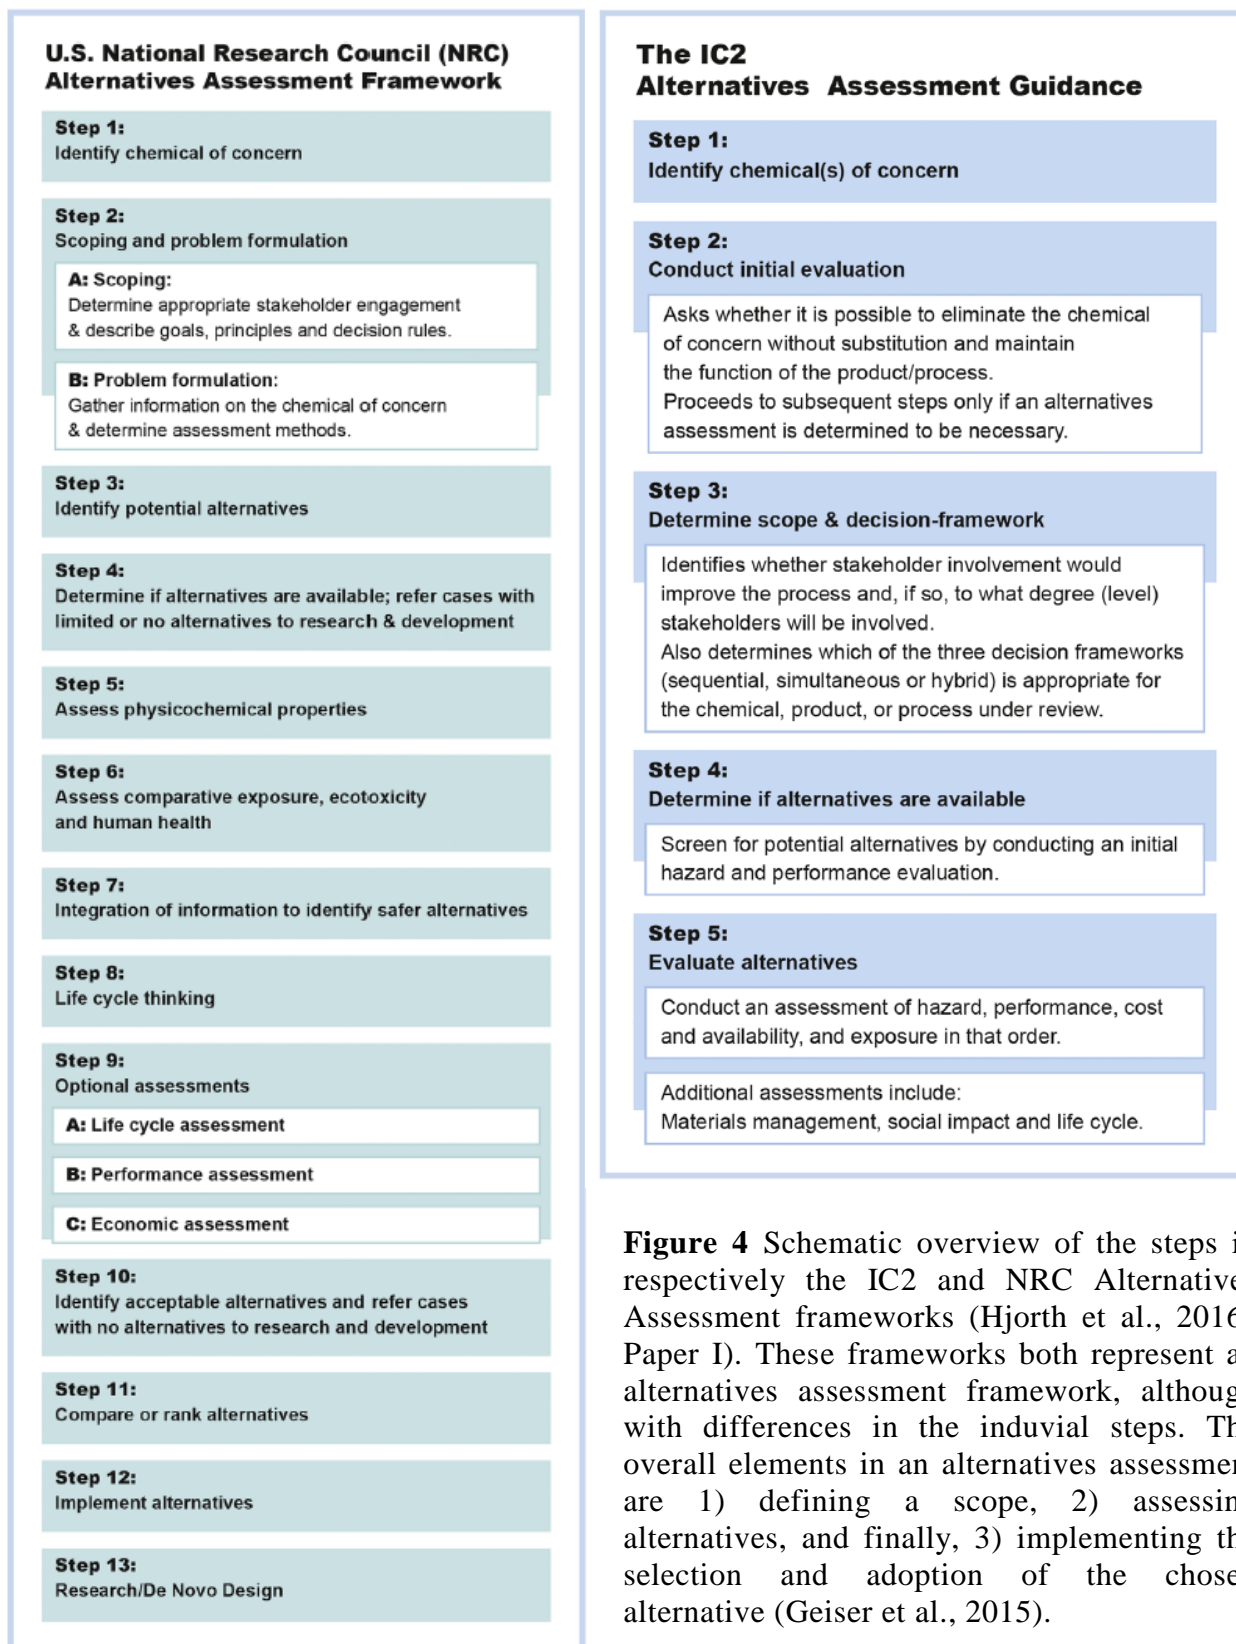 U.S. National Research Council (NRC)
Alternatives Assessment Framework
Step 1:
Identify chemical of concern
Step 2:
Scoping and problem formulation
A: Scoping:
Determine appropriate stakeholder engagement
& describe goals, principles and decision rules.
B: Problem formulation:
Gather information on the chemical of concern
& determine assessment methods.
Step 3:
Identify potential alternatives
Step 4:
Determine if alternatives are available; refer cases with
limited or no alternatives to research & development
Step 5:
Assess physicochemical properties
Step 6:
Assess comparative exposure, ecotoxicity
and human health
Step 7:
Integration of information to identify safer alternatives
Step 8:
Life cycle thinking
Step 9:
Optional assessments
A: Life cycle assessment
B: Performance assessment
C: Economic assessment
Step 10:
Identify acceptable alternatives and refer cases
with no alternatives to research and development
Step 11:
Compare or rank alternatives
Step 12:
Implement alternatives
Step 13:
Research/De Novo Design
The IC2
Alternatives Assessment Guidance
Step 1:
Identify chemical(s) of concern
Step 2:
Conduct initial evaluation
Asks whether it is possible to eliminate the chemical
of concern without substitution and maintain
the function of the product/process.
Proceeds to subsequent steps only if an alternatives
assessment is determined to be necessary.
Step 3:
Determine scope & decision-framework
Identifies whether stakeholder involvement would
improve the process and, if so, to what degree (level)
stakeholders will be involved.
Also determines which of the three decision frameworks
(sequential, simultaneous or hybrid) is appropriate for
the chemical, product, or process under review.
Step 4:
Determine if alternatives are available
Screen for potential alternatives by conducting an initial
hazard and performance evaluation.
Step 5:
Evaluate alternatives
Conduct an assessment of hazard, performance, cost
and availability, and exposure in that order.
Additional assessments include:
Materials management, social impact and life cycle.
Figure 4 Schematic overview of the steps
respectively the IC2 and NRC Alternative
Assessment frameworks (Hjorth et al., 2016
Paper I). These frameworks both represent a
alternatives assessment framework, althoug
with differences in the induvial steps. Th
overall elements in an alternatives assessmen
are 1) defining a scope, 2) assessin
alternatives, and finally, 3) implementing th
selection and adoption of the chose
alternative (Geiser et al., 2015).